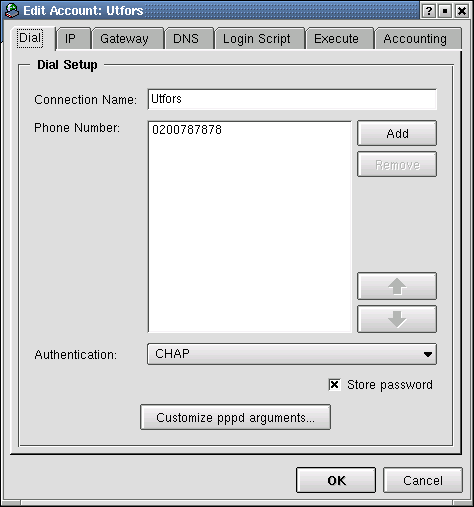 Edit Account: Utfors
Dial IP Gateway DNS Login Script Execute Accounting
Dial Setup
Connection Name: Utfors
Phone Number: 0200787878 Add
Remove
Authentication: CHAP
Store password
Customize pppd arguments...
OK Cancel